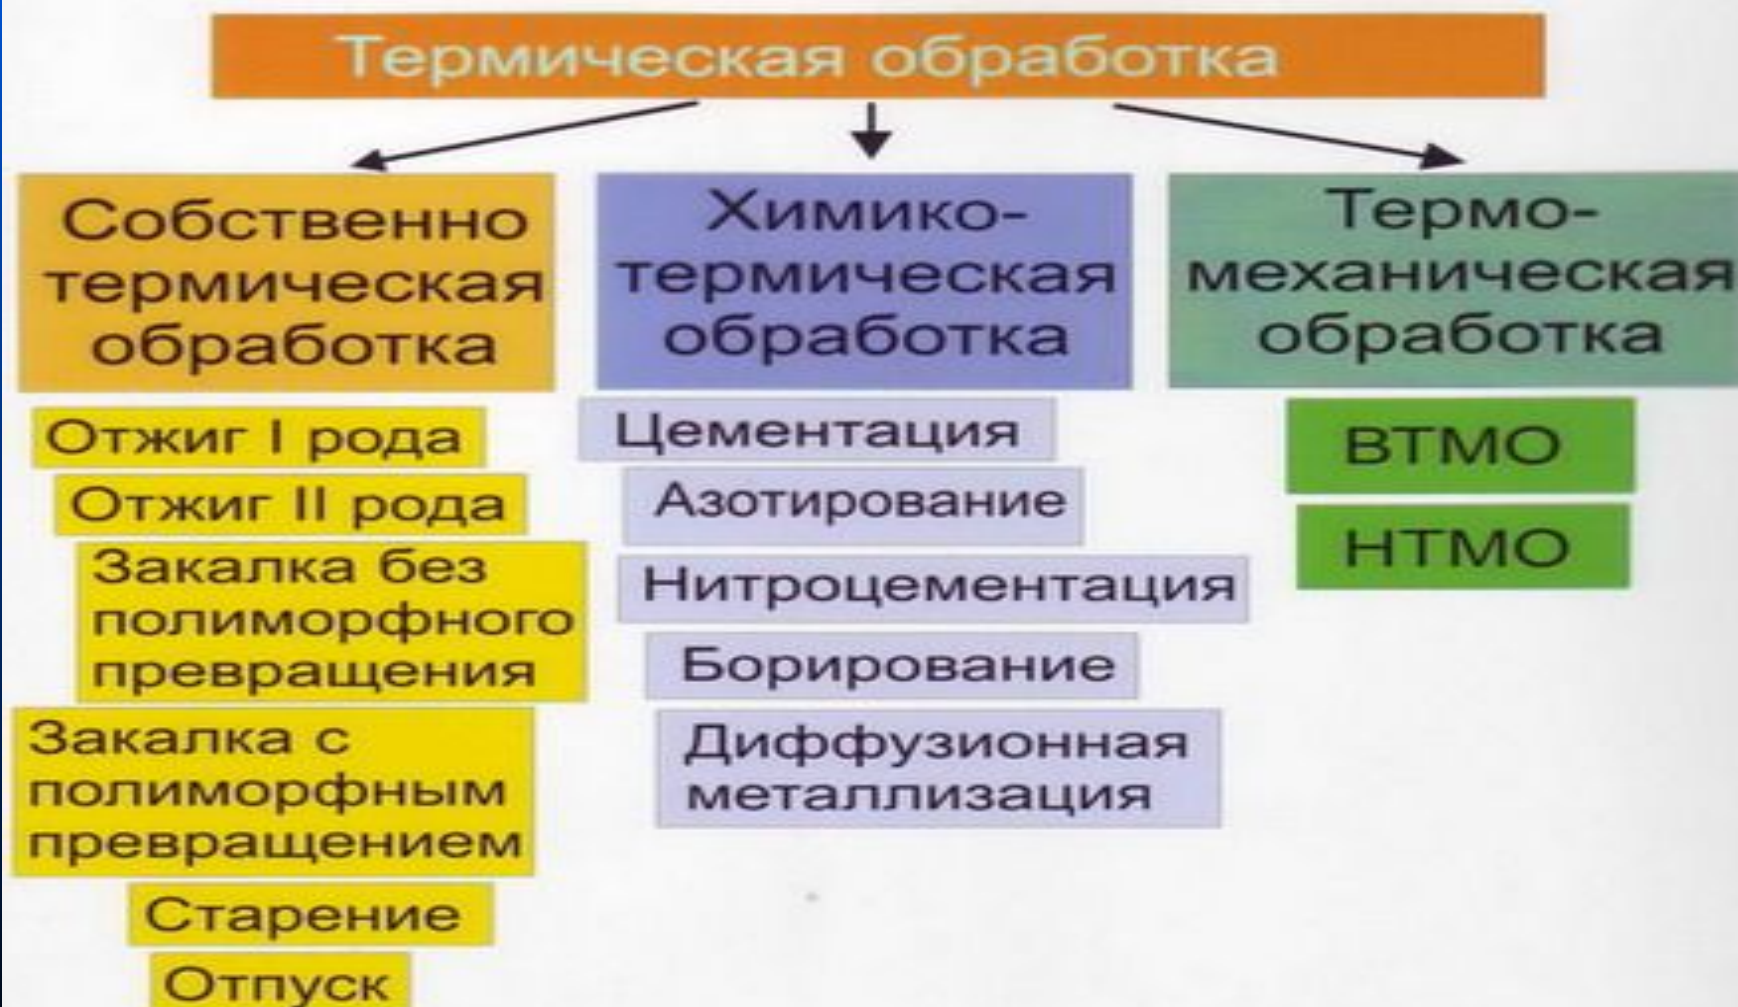 Термическая обработка
Собственно
термическая
обработка
Отжиг I рода
Отжиг II рода
Закалка без
полиморфного
превращения
Закалка с
полиморфным
превращением
Старение
Отпуск
Химико-
термическая
обработка
Цементация
Азотирование
Нитроцементация
Борирование
Диффузионная
металлизация
Термо-
механическая
обработка
ВТМО
НТМО